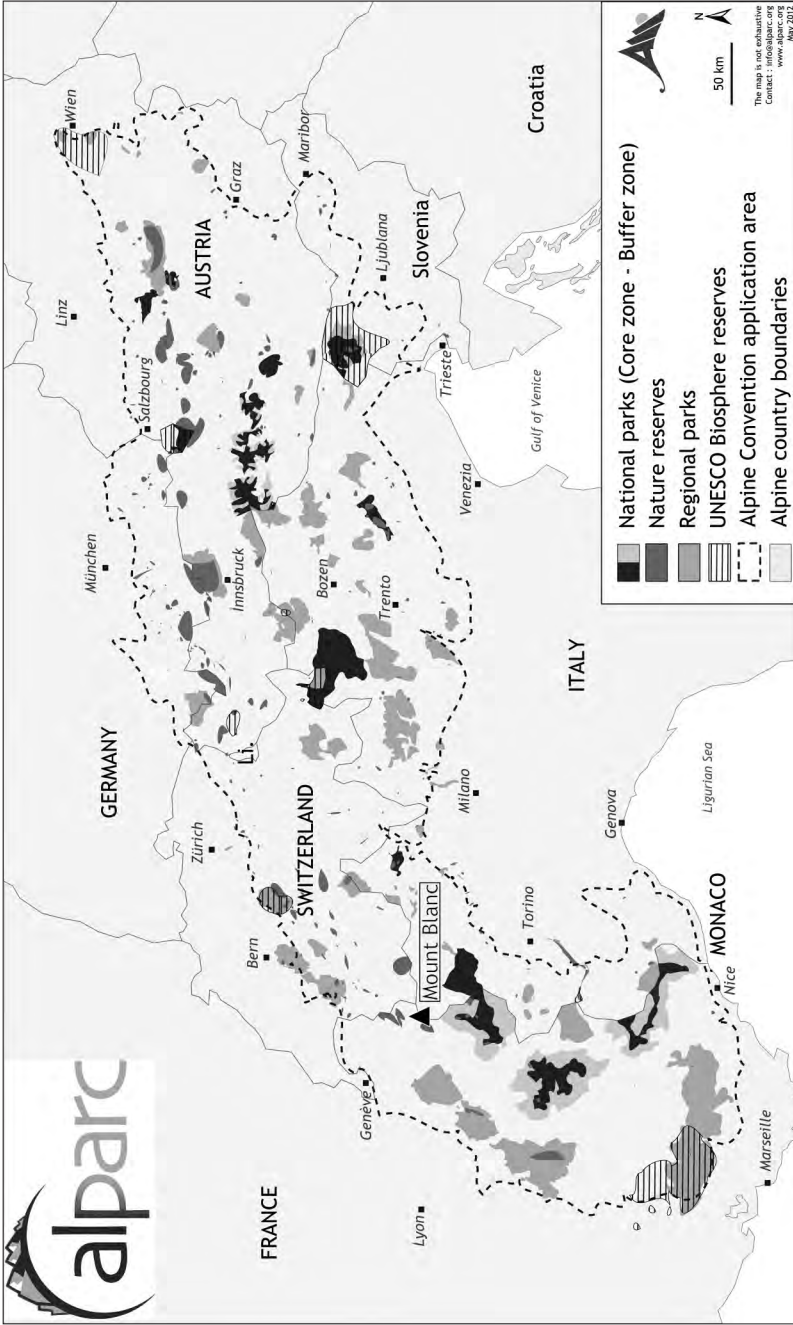 alparc
FRANCE
GERMANY
SWITZERLAND
Li.
AUSTRIA
ITALY
MONACO
Slovenia
Croatia
Lyon
Genève
Bern
Zürich
München
Salzbourg
Linz
Wien
Graz
Maribor
Ljublana
Innsbruck
Bozen
Trento
Trieste
Venezia
Gulf of Venice
Milano
Mount Blanc
Torino
Genova
Ligurian Sea
Nice
Marseille
National parks (Core zone - Buffer zone)
Nature reserves
Regional parks
UNESCO Biosphere reserves
Alpine Convention application area
Alpine country boundaries
50 km
N
The map is not exhaustive
Contact : info@alparc.org
www.alparc.org
May 2012